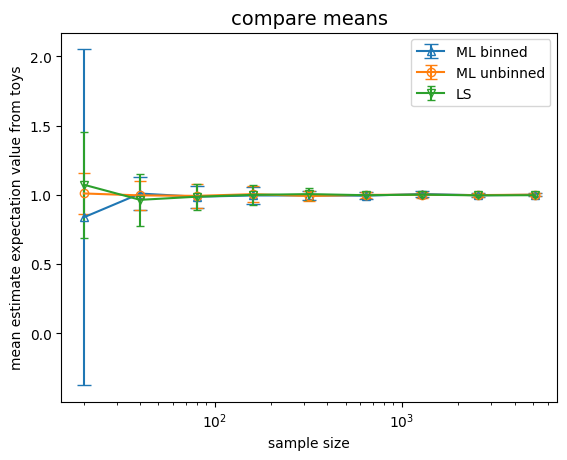 compare means
ML binned
ML unbinned
LS
2.0
1.5
1.0
0.5
0.0
mean estimate expectation value from toys
10²
10³
sample size